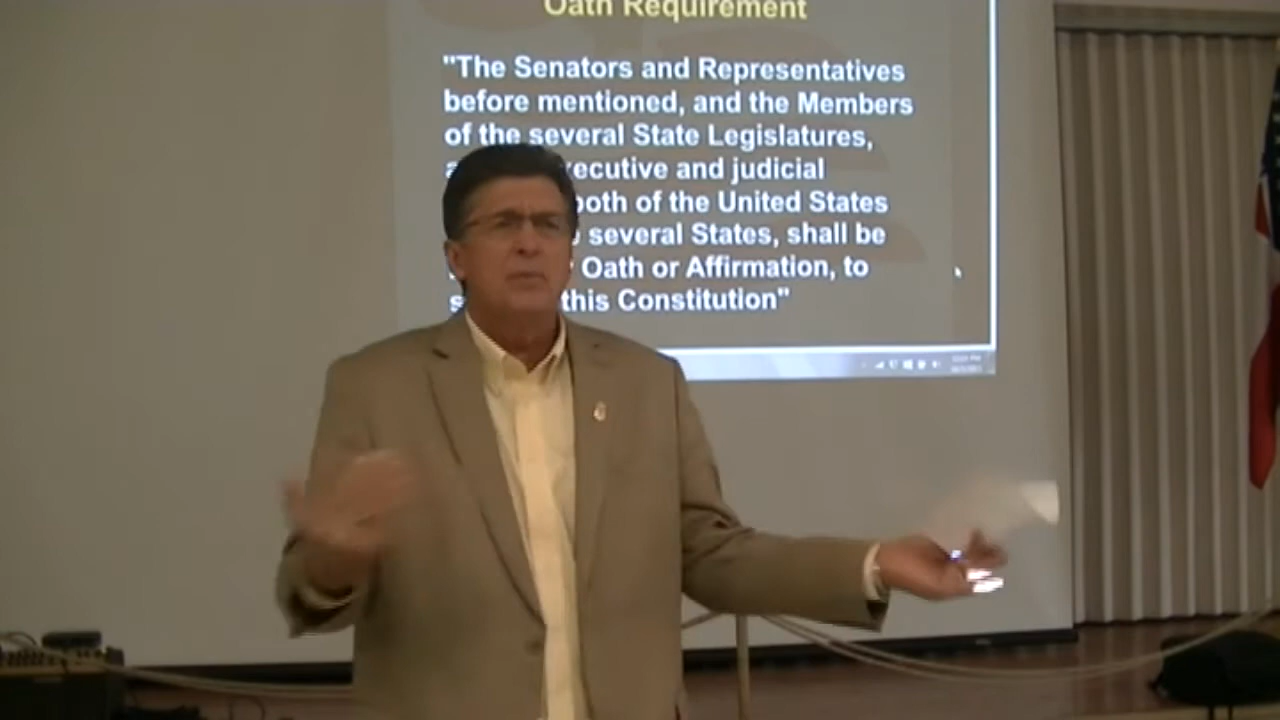 Oath Requirement
"The Senators and Representatives
before mentioned, and the Members
of the several State Legislatures,
and judicial
both of the United States
several States, shall be
Oath or Affirmation, to
this Constitution"